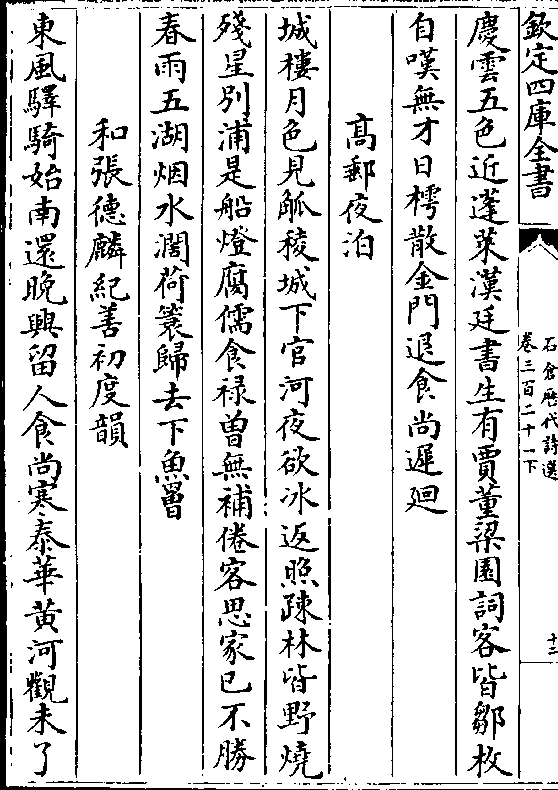 欽定四庫全書
石倉歷代詩選
卷三百二十一下
十二
慶雲五色近蓬萊漢廷書生有賈董梁園詞客皆鄒枚
自嘆無才日樗散金門退食尚遲廻
高郵夜泊
城樓月色見觚稜城下官河夜欲冰返照疎林皆野燒
殘星別浦是船燈腐儒食祿曽無補倦客思家已不勝
春雨五湖烟水濶荷簑歸去下魚罾
和張德麟紀善初度韻
東風驛騎始南還晚興留人食尚寒泰華黃河觀未了